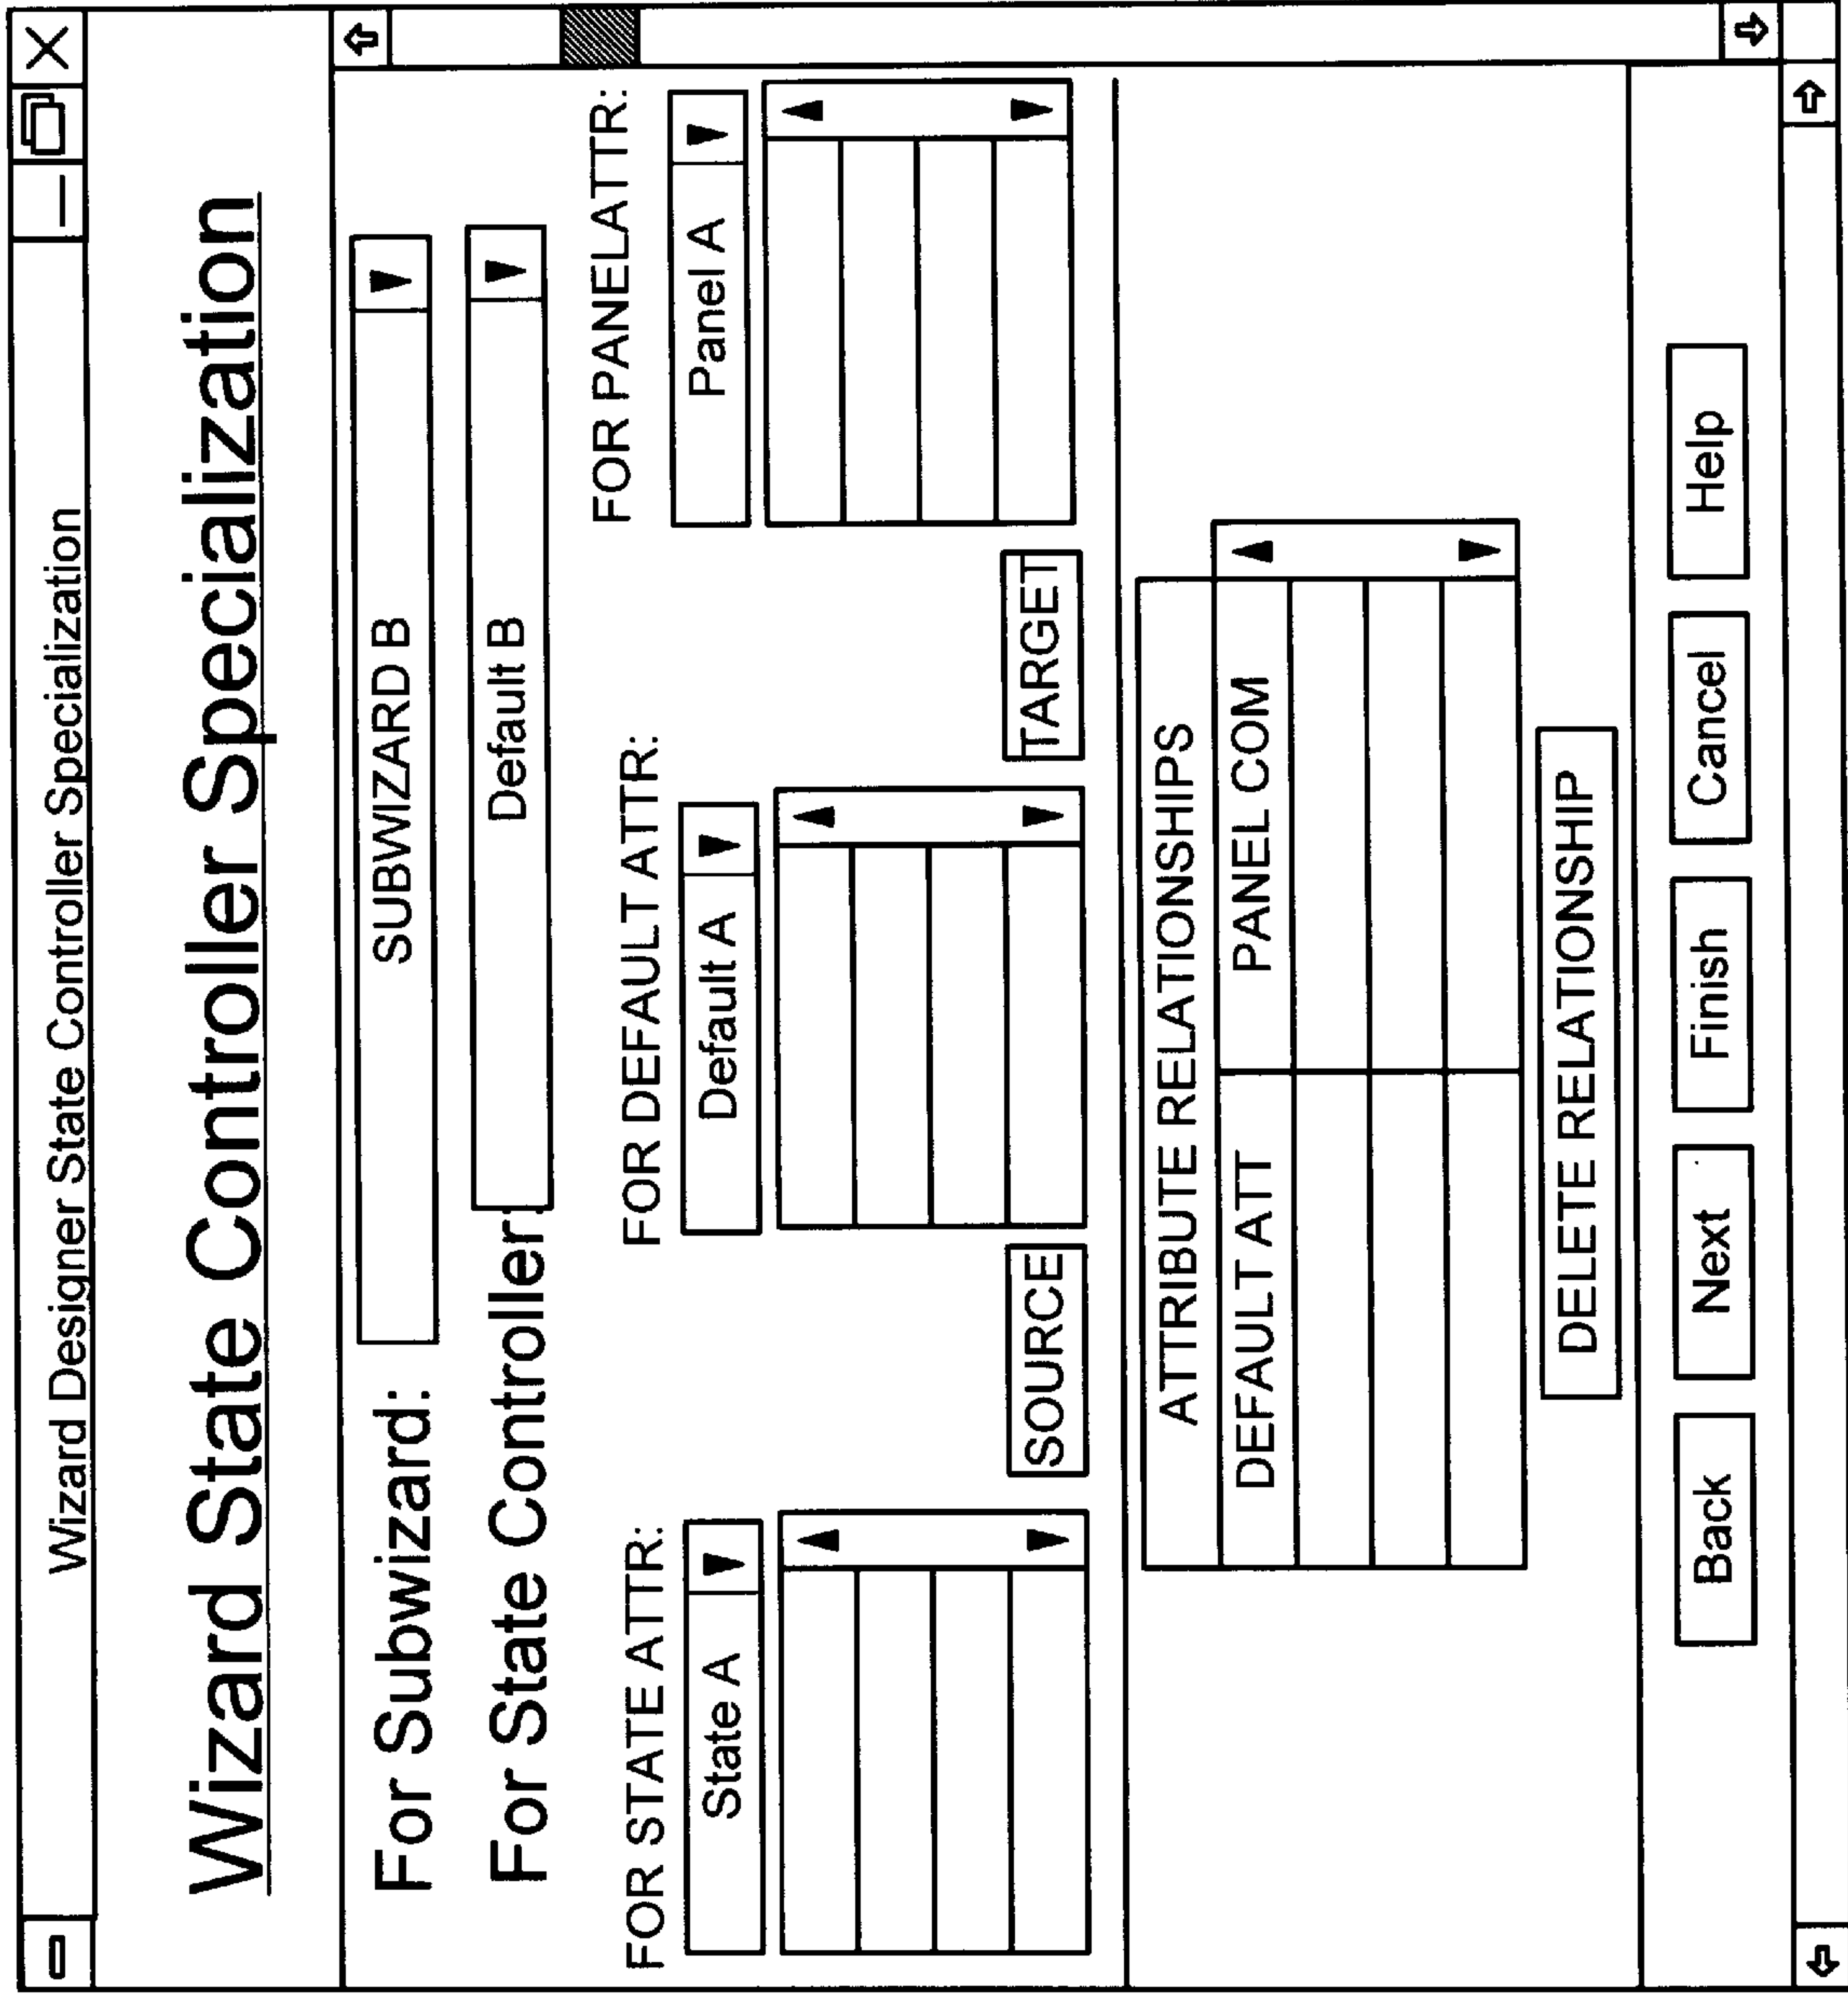 Wizard Designer State Controller Specialization
Wizard State Controller Specialization
For Subwizard: SUBWIZARD B
For State Controller: Default B
FOR STATE ATTR: FOR DEFAULT ATTR: FOR PANELATTR:
State A Default A Panel A
SOURCE TARGET
ATTRIBUTE RELATIONSHIPS
DEFAULT ATT PANEL COM
DELETE RELATIONSHIP
Back Next Finish Cancel Help